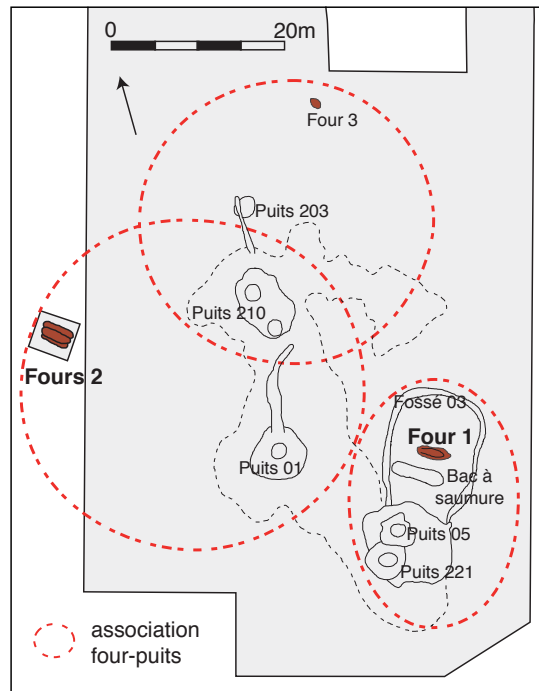 0 20m
Four 3
Puits 203
Puits 210
Fours 2
Fossé 03
Four 1
Puits 01
Bac à
saumure
Puits 05
Puits 221
association
four-puits